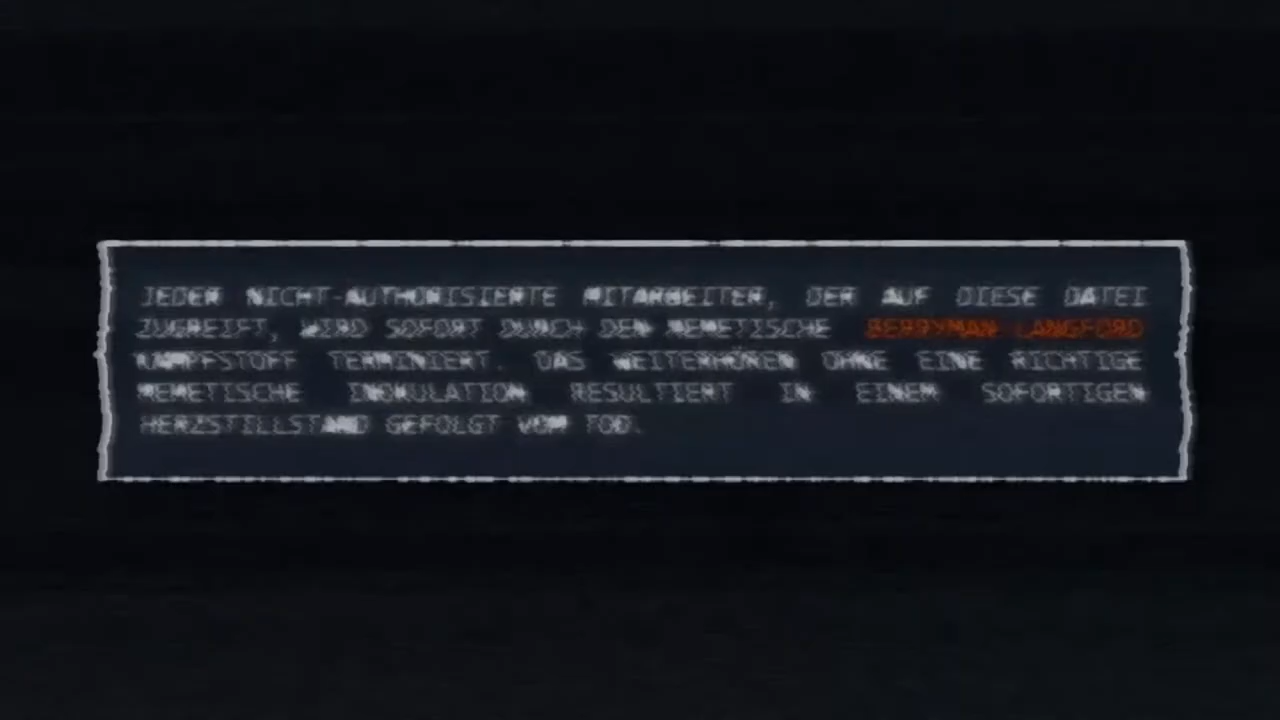 JEDER NICHT-AUTHORISIERTE MITARBEITER, DER AUF DIESE DATEI
ZUGREIFT, WIRD SOFORT DURCH DEN MEMETISCHE BERRYMAN LANGFORD
KAMPFSTOFF TERMINIERT. DAS WEITERHÖREN OHNE EINE RICHTIGE
MEMETISCHE INOKULATION RESULTIERT IN EINEM SOFORTIGEN
HERZSTILLSTAND GEFOLGT VOM TOD.